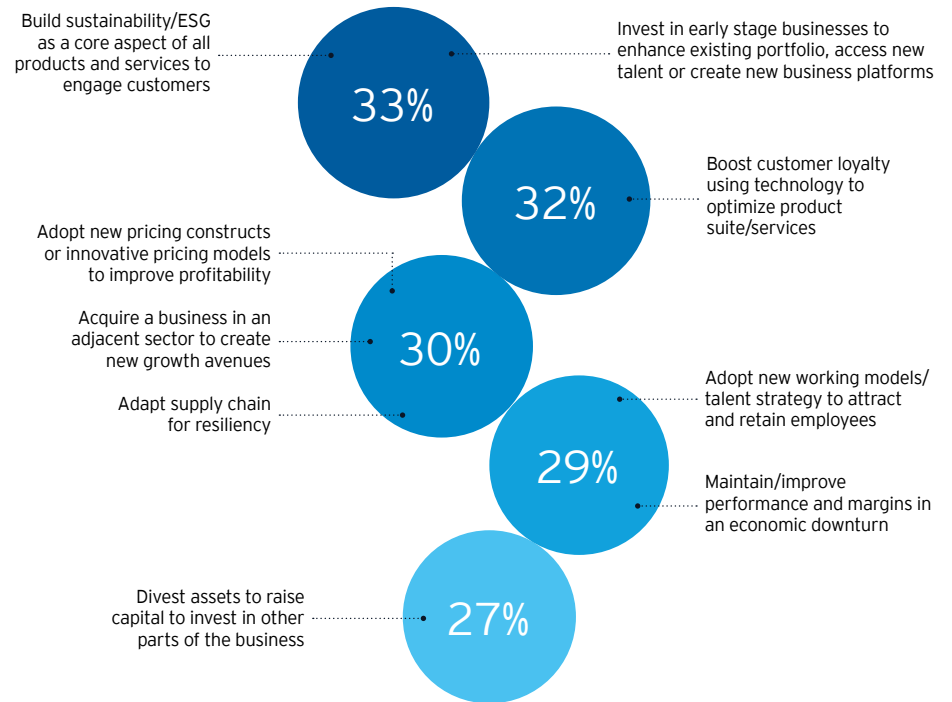 Build sustainability/ESG
as a core aspect of all
products and services to
engage customers
33%
Invest in early stage businesses to
enhance existing portfolio, access new
talent or create new business platforms
32%
Boost customer loyalty
using technology to
optimize product
suite/services
Adopt new pricing constructs
or innovative pricing models
to improve profitability
Acquire a business in an
adjacent sector to create
new growth avenues
Adapt supply chain
for resiliency
30%
29%
Adopt new working models/
talent strategy to attract
and retain employees
Maintain/improve
performance and margins in
an economic downturn
Divest assets to raise
capital to invest in other
parts of the business
27%